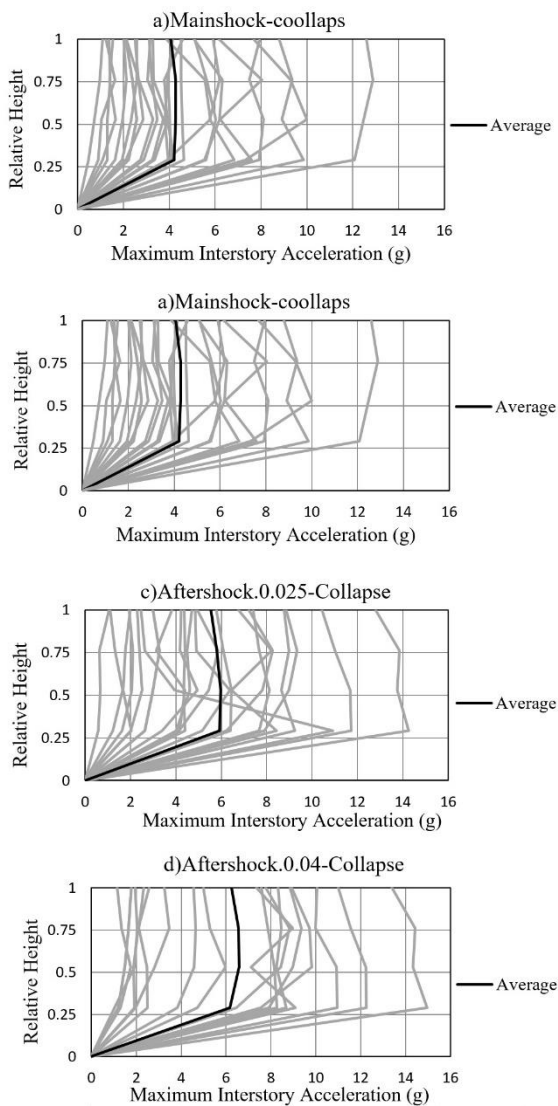 a)Mainshock-coollaps
1
0.75
0.5
0.25
0
Relative Height
Average
0 2 4 6 8 10 12 14 16
Maximum Interstory Acceleration (g)
a)Mainshock-coollaps
1
0.75
0.5
0.25
0
Relative Height
Average
0 2 4 6 8 10 12 14 16
Maximum Interstory Acceleration (g)
c)Aftershock.0.025-Collapse
1
0.75
0.5
0.25
0
Relative Height
Average
0 2 4 6 8 10 12 14 16
Maximum Interstory Acceleration (g)
d)Aftershock.0.04-Collapse
1
0.75
0.5
0.25
0
Relative Height
Average
0 2 4 6 8 10 12 14 16
Maximum Interstory Acceleration (g)